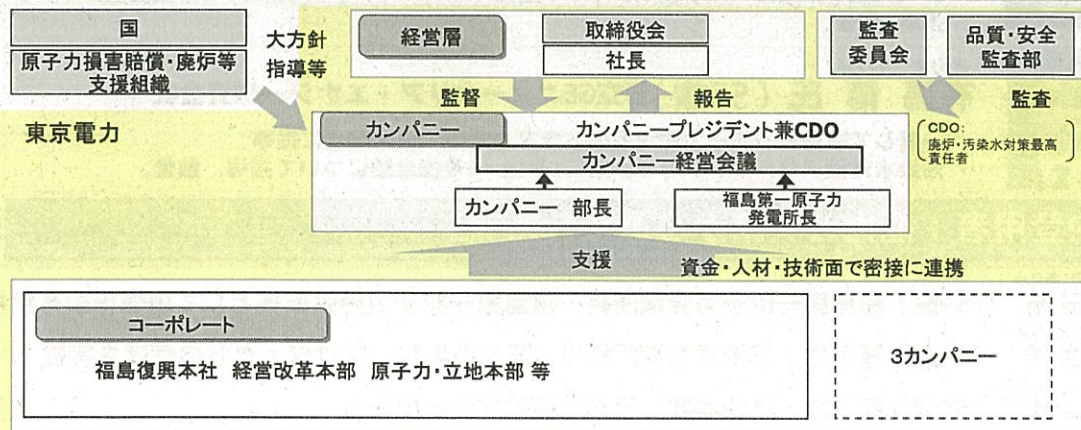 国
原子力損害賠償・廃炉等
支援組織
大方針
指導等
経営層
取締役会
社長
監査
委員会
品質・安全
監査部
監督
報告
監査
東京電力
カンパニー
カンパニープレジデント兼CDO
カンパニー経営会議
CDO:
廃炉・汚染水対策最高
責任者
カンパニー 部長
福島第一原子力
発電所長
支援
資金・人材・技術面で密接に連携
コーポレート
福島復興本社 経営改革本部 原子力・立地本部 等
3カンパニー